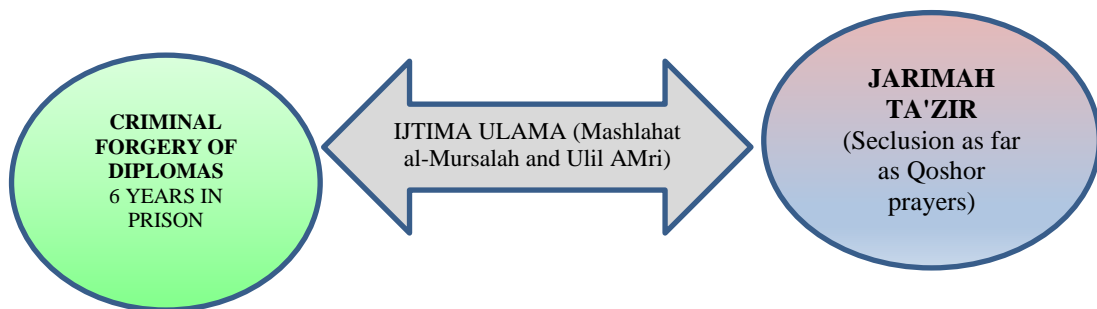 CRIMINAL
FORGERY OF
DIPLOMAS
6 YEARS IN
PRISON
IJTIMA ULAMA (Mashlahat
al-Mursalah and Ulil AMri)
JARIMAH
TA'ZIR
(Seclusion as far
as Qoshor
prayers)